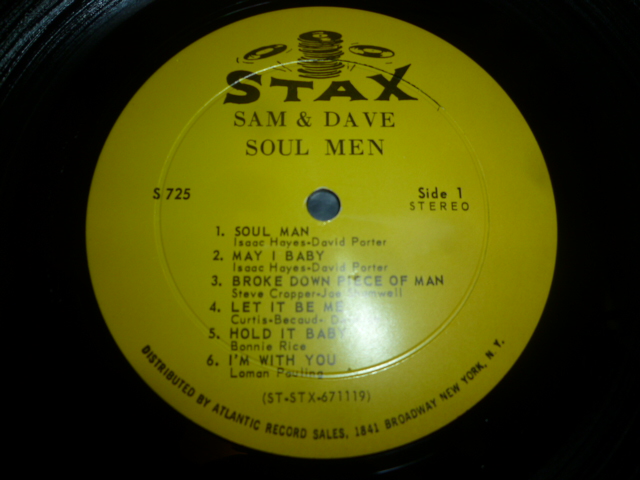 STAX
SAM & DAVE
SOUL MEN
S 725
Side 1
STEREO
1. SOUL MAN
Isaac Hayes-David Porter
2. MAY I BABY
Isaac Hayes-David Porter
3. BROKE DOWN PIECE OF MAN
Steve Cropper-Joe Shamwell
4. LET IT BE ME
Curtis-Becaud-
5. HOLD IT BABY
Bonnie Rice
6. I'M WITH YOU
Loman Pauling
(ST-STX-671119)
DISTRIBUTED BY ATLANTIC RECORD SALES, 1841 BROADWAY NEW YORK, N.Y.